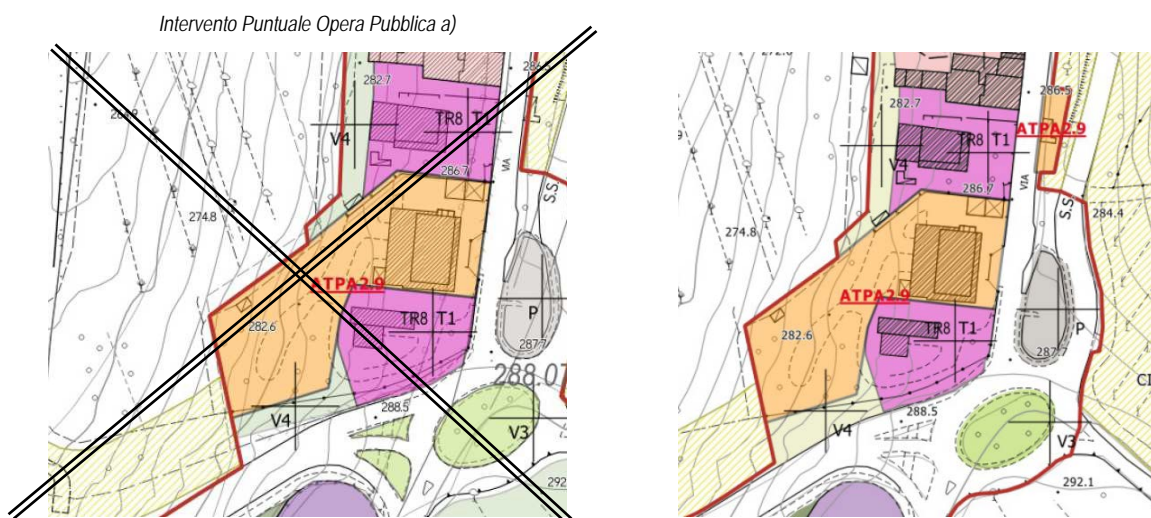 Intervento Puntuale Opera Pubblica a)
282.7
TR8 T1
V4
286.7
VIA
S.S.
274.8
ATPA2.9
282.6
TR8 T1
P
287.7
288.07
288.5
V4
V3
292
286.5
282.7
ATPA2.9
TR8 T1
V4
286.7
VIA
S.S.
284.4
274.8
ATPA2.9
282.6
TR8 T1
P
287.7
CI
288.5
V4
V3
292.1